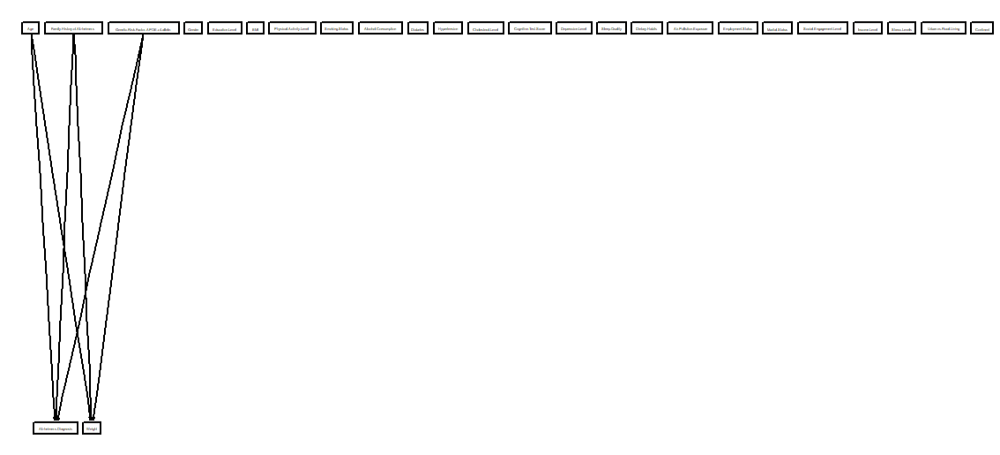 Age
Family History of Alzheimer's
Genetic Risk Factor (APOE-ε4 allele)
Gender
Education Level
BMI
Physical Activity Level
Smoking Status
Alcohol Consumption
Diabetes
Hypertension
Cholesterol Level
Cognitive Test Score
Depression Level
Sleep Quality
Dietary Habits
Air Pollution Exposure
Employment Status
Marital Status
Social Engagement Level
Income Level
Stress Levels
Urban vs Rural Living
Alzheimer's Diagnosis
Weight